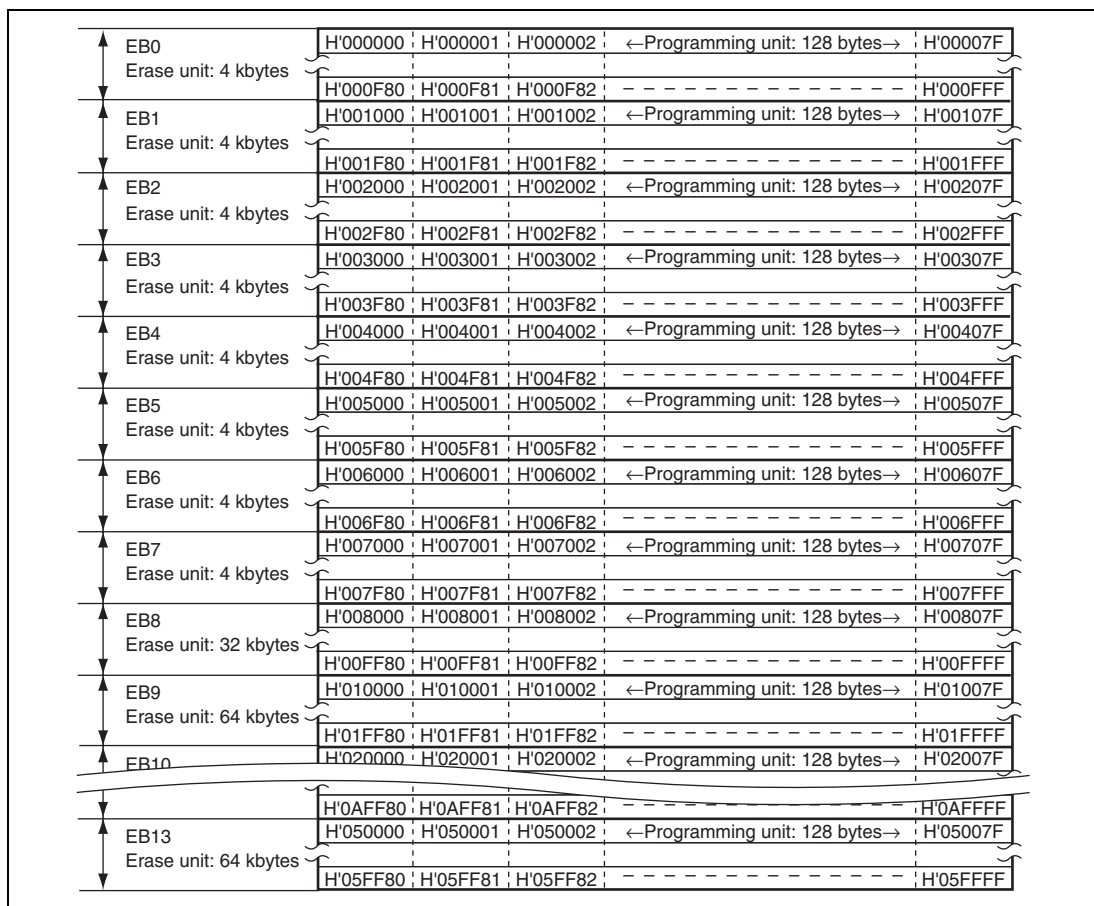 EB0
Erase unit: 4 kbytes
H'000000 H'000001 H'000002 ←Programming unit: 128 bytes→ H'00007F
H'000F80 H'000F81 H'000F82 – – – – – – – – – – – – – – H'000FFF
EB1
Erase unit: 4 kbytes
H'001000 H'001001 H'001002 ←Programming unit: 128 bytes→ H'00107F
H'001F80 H'001F81 H'001F82 – – – – – – – – – – – – – – H'001FFF
EB2
Erase unit: 4 kbytes
H'002000 H'002001 H'002002 ←Programming unit: 128 bytes→ H'00207F
H'002F80 H'002F81 H'002F82 – – – – – – – – – – – – – – H'002FFF
EB3
Erase unit: 4 kbytes
H'003000 H'003001 H'003002 ←Programming unit: 128 bytes→ H'00307F
H'003F80 H'003F81 H'003F82 – – – – – – – – – – – – – – H'003FFF
EB4
Erase unit: 4 kbytes
H'004000 H'004001 H'004002 ←Programming unit: 128 bytes→ H'00407F
H'004F80 H'004F81 H'004F82 – – – – – – – – – – – – – – H'004FFF
EB5
Erase unit: 4 kbytes
H'005000 H'005001 H'005002 ←Programming unit: 128 bytes→ H'00507F
H'005F80 H'005F81 H'005F82 – – – – – – – – – – – – – – H'005FFF
EB6
Erase unit: 4 kbytes
H'006000 H'006001 H'006002 ←Programming unit: 128 bytes→ H'00607F
H'006F80 H'006F81 H'006F82 – – – – – – – – – – – – – – H'006FFF
EB7
Erase unit: 4 kbytes
H'007000 H'007001 H'007002 ←Programming unit: 128 bytes→ H'00707F
H'007F80 H'007F81 H'007F82 – – – – – – – – – – – – – – H'007FFF
EB8
Erase unit: 32 kbytes
H'008000 H'008001 H'008002 ←Programming unit: 128 bytes→ H'00807F
H'00FF80 H'00FF81 H'00FF82 – – – – – – – – – – – – – – H'00FFFF
EB9
Erase unit: 64 kbytes
H'010000 H'010001 H'010002 ←Programming unit: 128 bytes→ H'01007F
H'01FF80 H'01FF81 H'01FF82 – – – – – – – – – – – – – – H'01FFFF
EB10
H'020000 H'020001 H'020002 ←Programming unit: 128 bytes→ H'02007F
H'0AFF80 H'0AFF81 H'0AFF82 – – – – – – – – – – – – – – H'0AFFFF
EB13
Erase unit: 64 kbytes
H'050000 H'050001 H'050002 ←Programming unit: 128 bytes→ H'05007F
H'05FF80 H'05FF81 H'05FF82 – – – – – – – – – – – – – – H'05FFFF